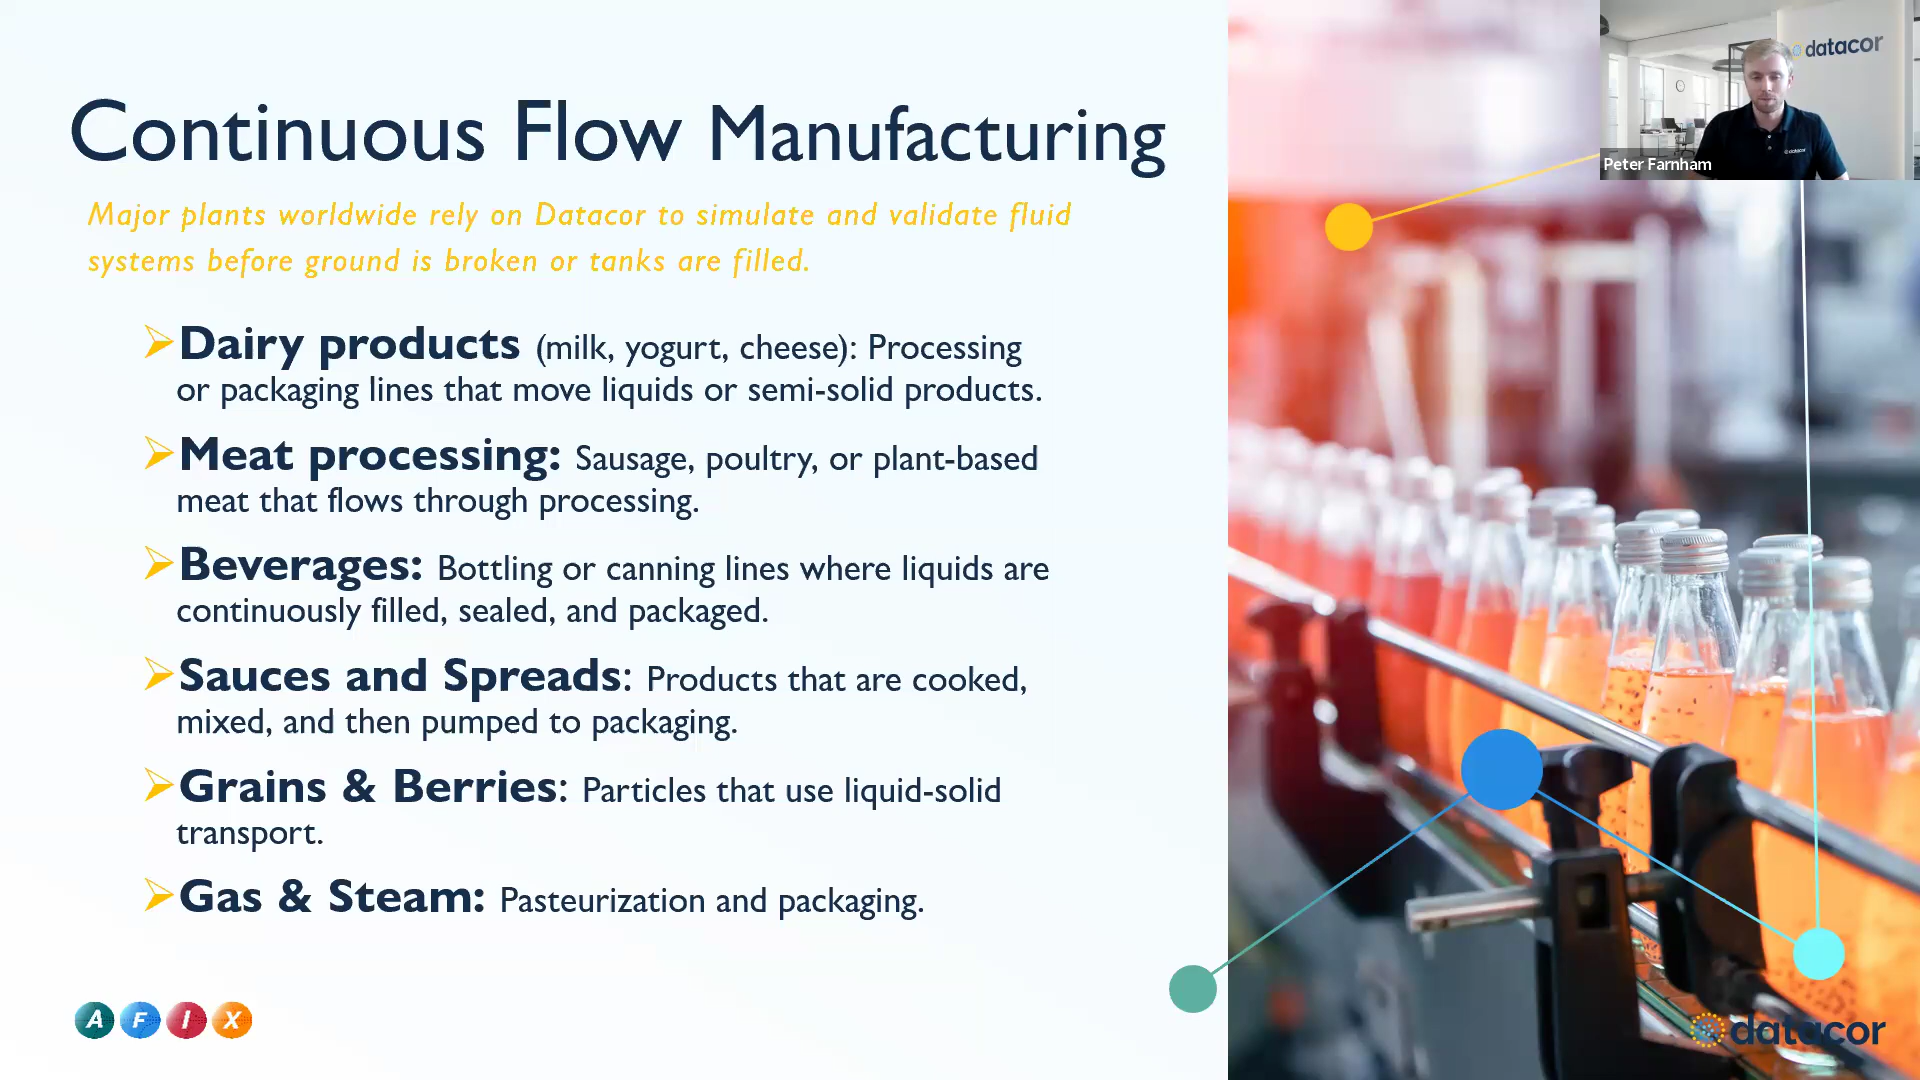 Continuous Flow Manufacturing
Major plants worldwide rely on Datacor to simulate and validate fluid
systems before ground is broken or tanks are filled.
➢Dairy products (milk, yogurt, cheese): Processing
or packaging lines that move liquids or semi-solid products.
➢Meat processing: Sausage, poultry, or plant-based
meat that flows through processing.
➢Beverages: Bottling or canning lines where liquids are
continuously filled, sealed, and packaged.
➢Sauces and Spreads: Products that are cooked,
mixed, and then pumped to packaging.
➢Grains & Berries: Particles that use liquid-solid
transport.
➢Gas & Steam: Pasteurization and packaging.
A F I X
datacor
datacor
Peter Farnham
datacor